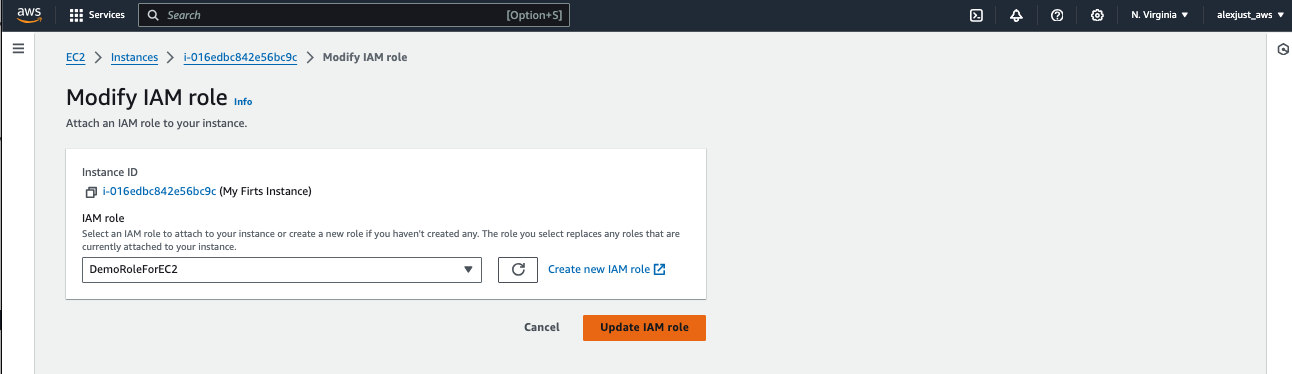 aws Services Search [Option+S] N. Virginia alexjust_aws
EC2 Instances i-016edbc842e56bc9c Modify IAM role
Modify IAM role Info
Attach an IAM role to your instance.
Instance ID
i-016edbc842e56bc9c (My Firts Instance)
IAM role
Select an IAM role to attach to your instance or create a new role if you haven't created any. The role you select replaces any roles that are
currently attached to your instance.
DemoRoleForEC2 Create new IAM role
Cancel Update IAM role